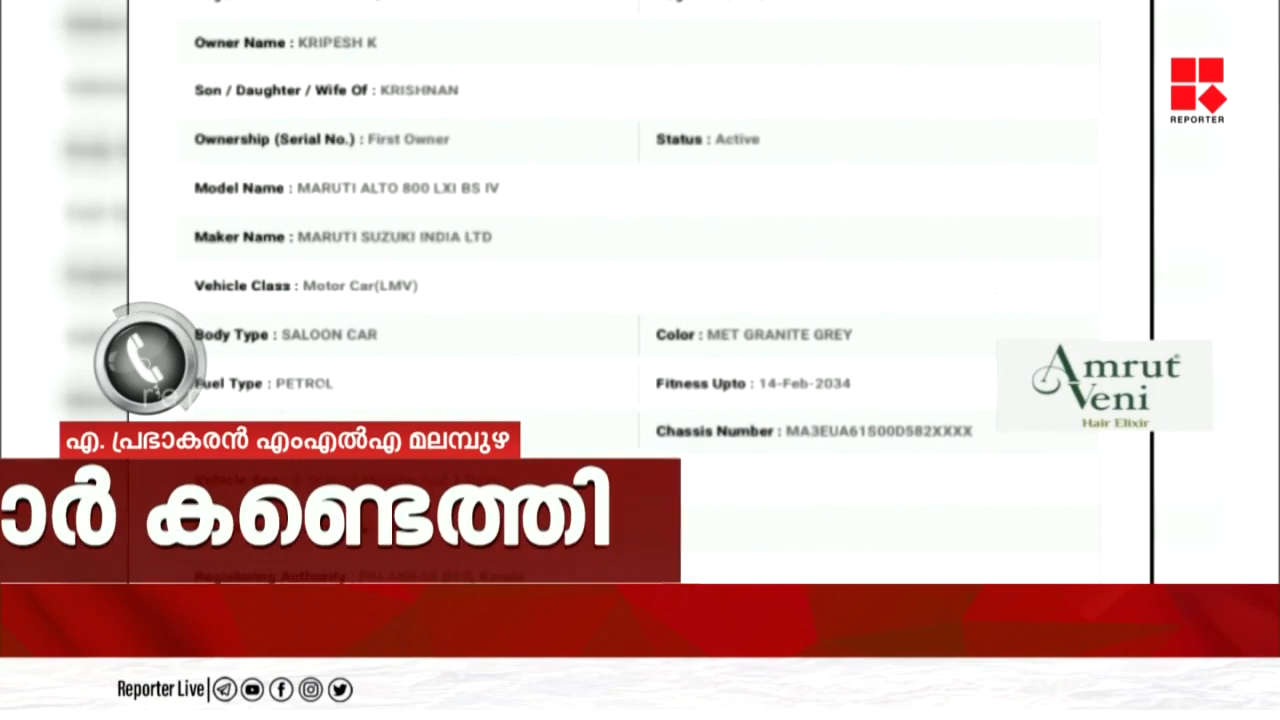 Owner Name : KRIPESH K
Son / Daughter / Wife Of : KRISHNAN
Ownership (Serial No.) : First Owner
Status : Active
Model Name : MARUTI ALTO 800 LXI BS IV
Maker Name : MARUTI SUZUKI INDIA LTD
Vehicle Class : Motor Car(LMV)
Body Type : SALOON CAR
Color : MET GRANITE GREY
Fuel Type : PETROL
Fitness Upto : 14-Feb-2034
Chassis Number : MA3EUA61S00D582XXXX
Registering Authority :
REPORTER
Amrut
Veni
Hair Elixir
എ. പ്രഭാകരൻ എംഎൽഎ മലമ്പുഴ
ാർ കണ്ടെത്തി
Reporter Live